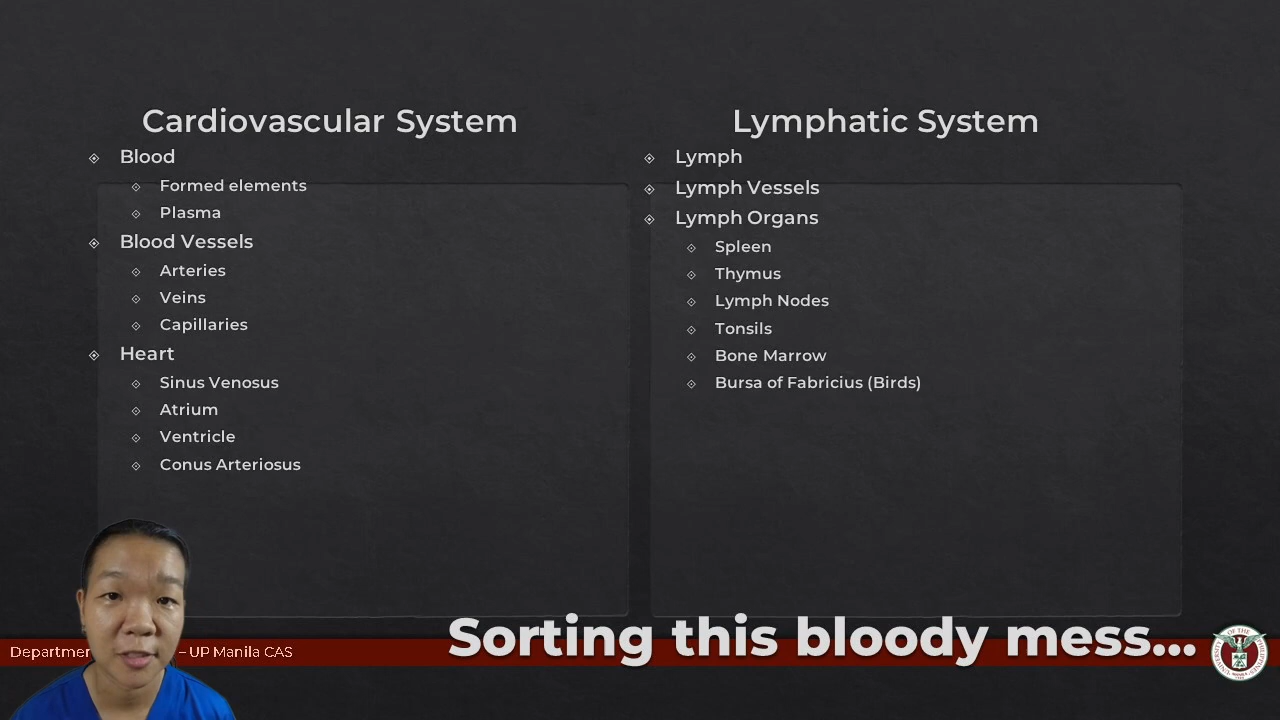 Cardiovascular System
Blood
Formed elements
Plasma
Blood Vessels
Arteries
Veins
Capillaries
Heart
Sinus Venosus
Atrium
Ventricle
Conus Arteriosus
Lymphatic System
Lymph
Lymph Vessels
Lymph Organs
Spleen
Thymus
Lymph Nodes
Tonsils
Bone Marrow
Bursa of Fabricius (Birds)
Sorting this bloody mess...
– UP Manila CAS